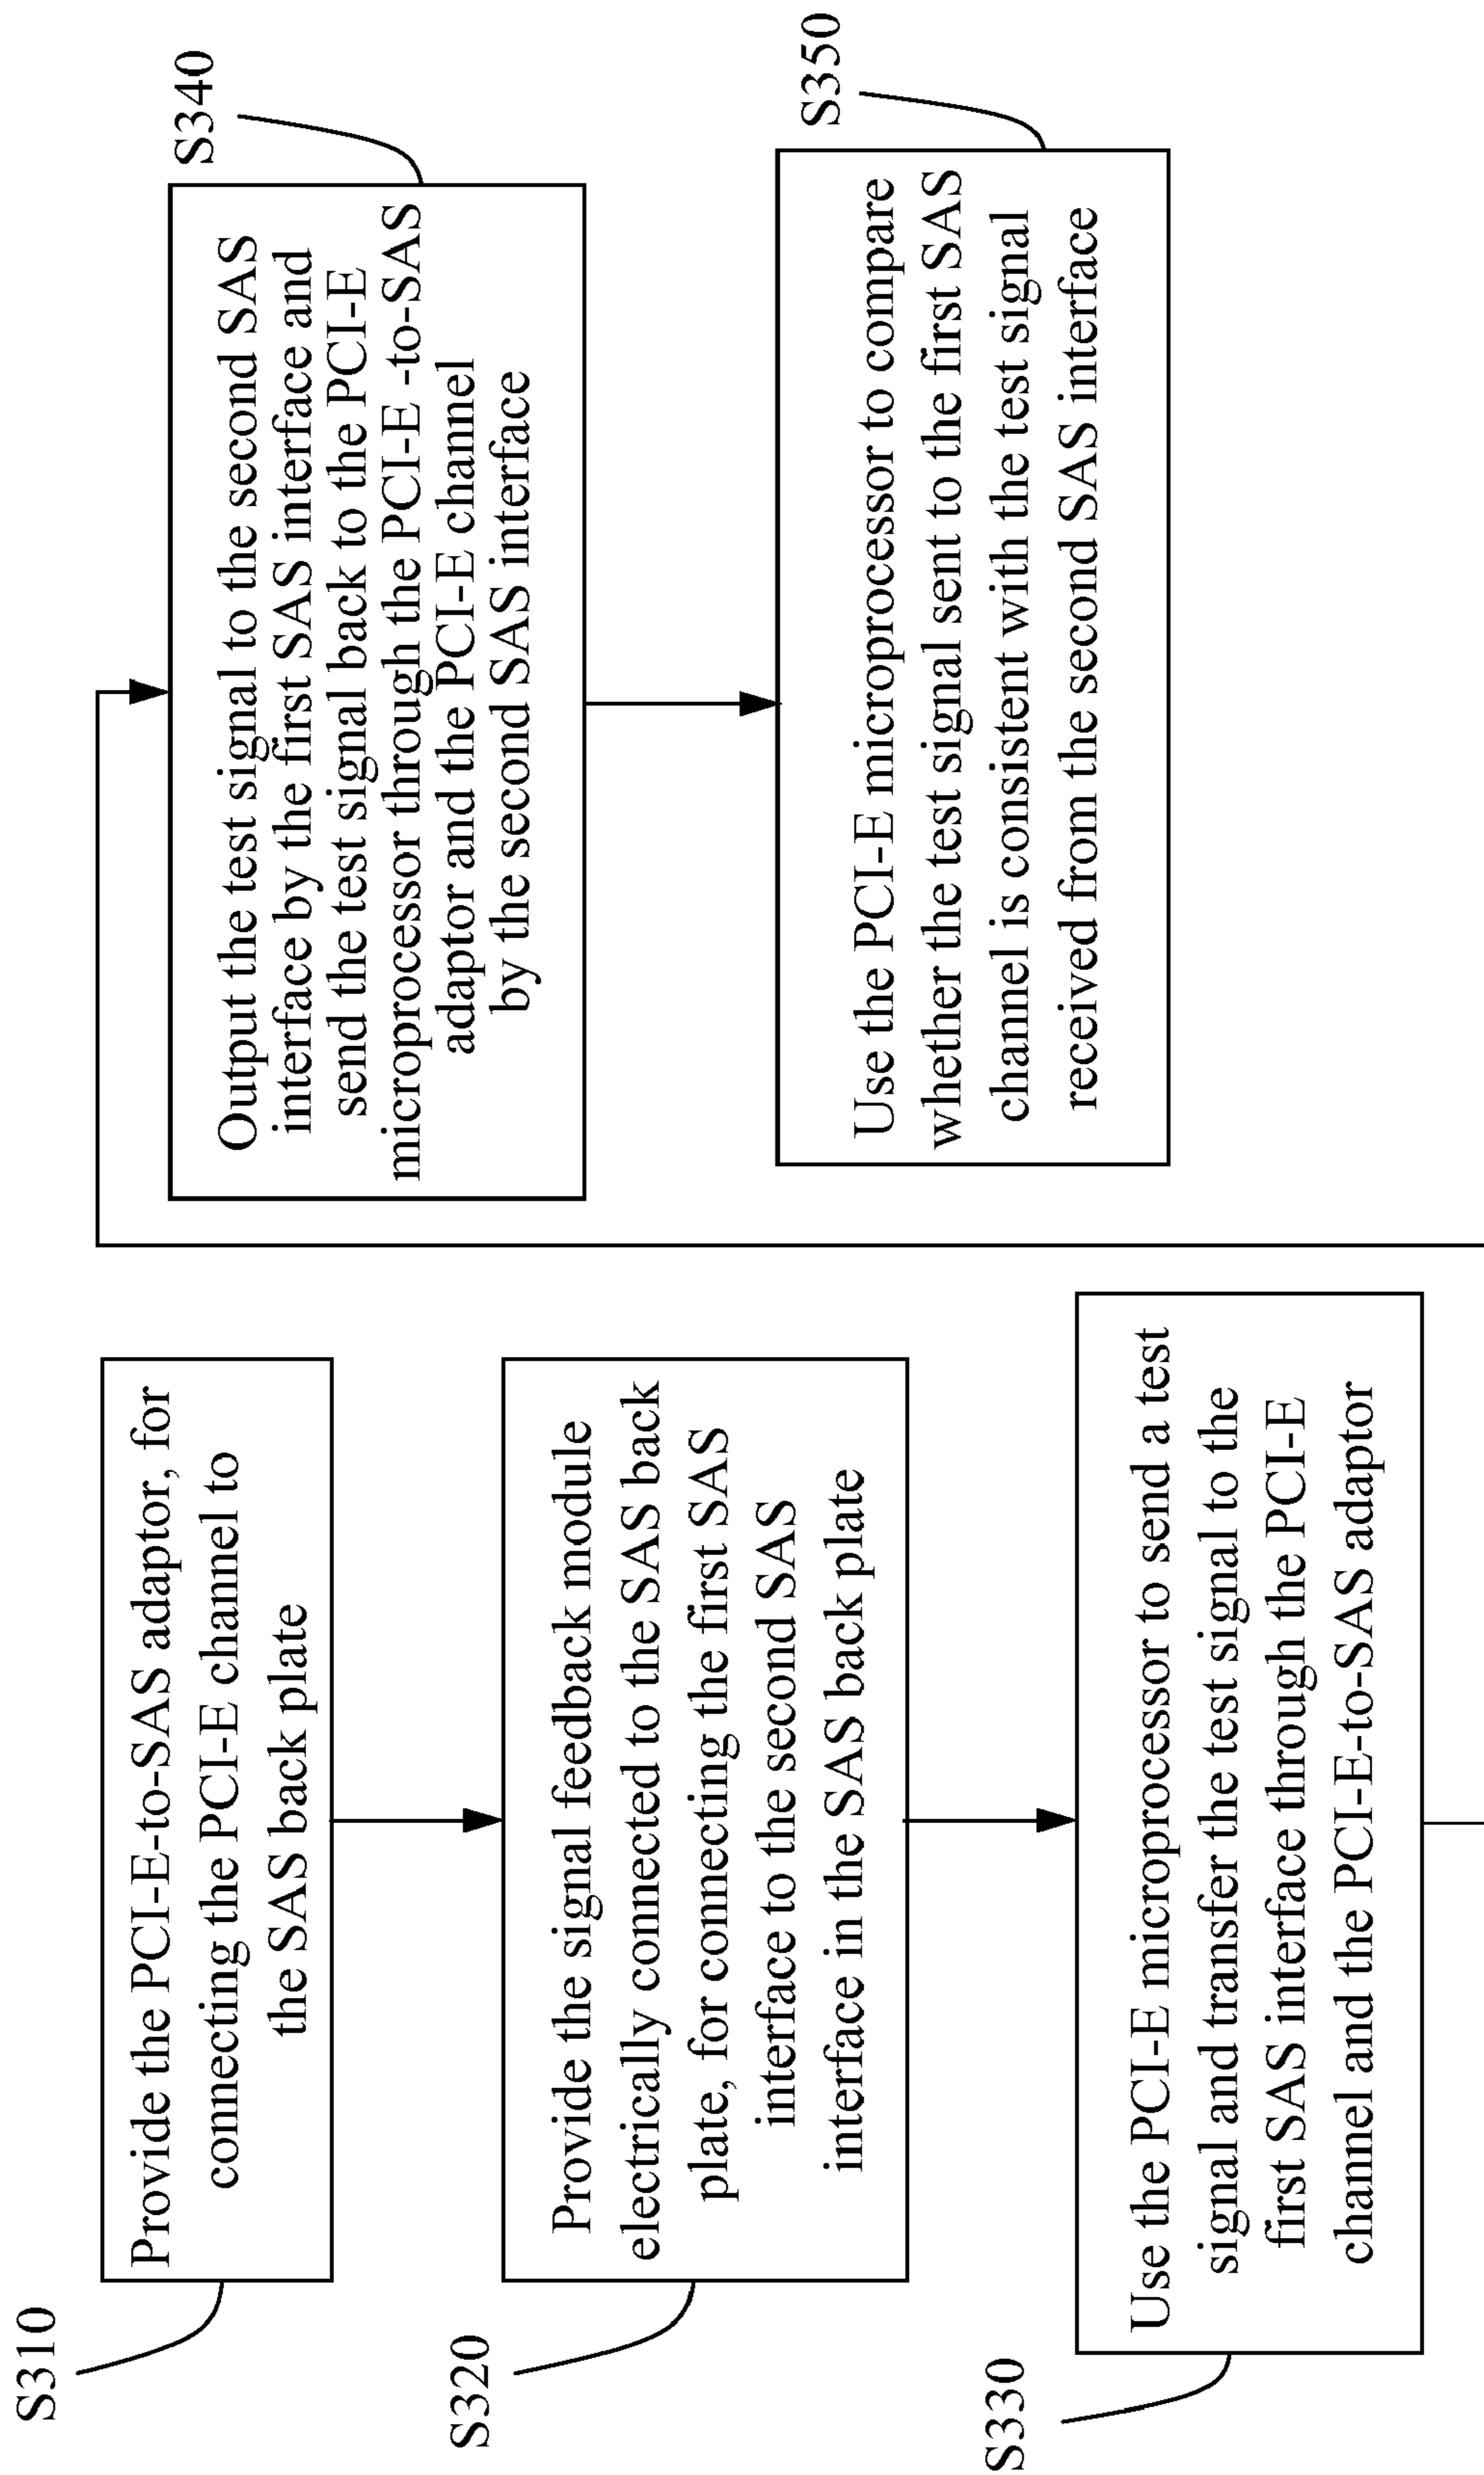 S310
Provide the PCI-E-to-SAS adaptor, for
connecting the PCI-E channel to
the SAS back plate
S320
Provide the signal feedback module
electrically connected to the SAS back
plate, for connecting the first SAS
interface to the second SAS
interface in the SAS back plate
S330
Use the PCI-E microprocessor to send a test
signal and transfer the test signal to the
first SAS interface through the PCI-E
channel and the PCI-E-to-SAS adaptor
S340
Output the test signal to the second SAS
interface by the first SAS interface and
send the test signal back to the PCI-E
microprocessor through the PCI-E -to-SAS
adaptor and the PCI-E channel
by the second SAS interface
S350
Use the PCI-E microprocessor to compare
whether the test signal sent to the first SAS
channel is consistent with the test signal
received from the second SAS interface